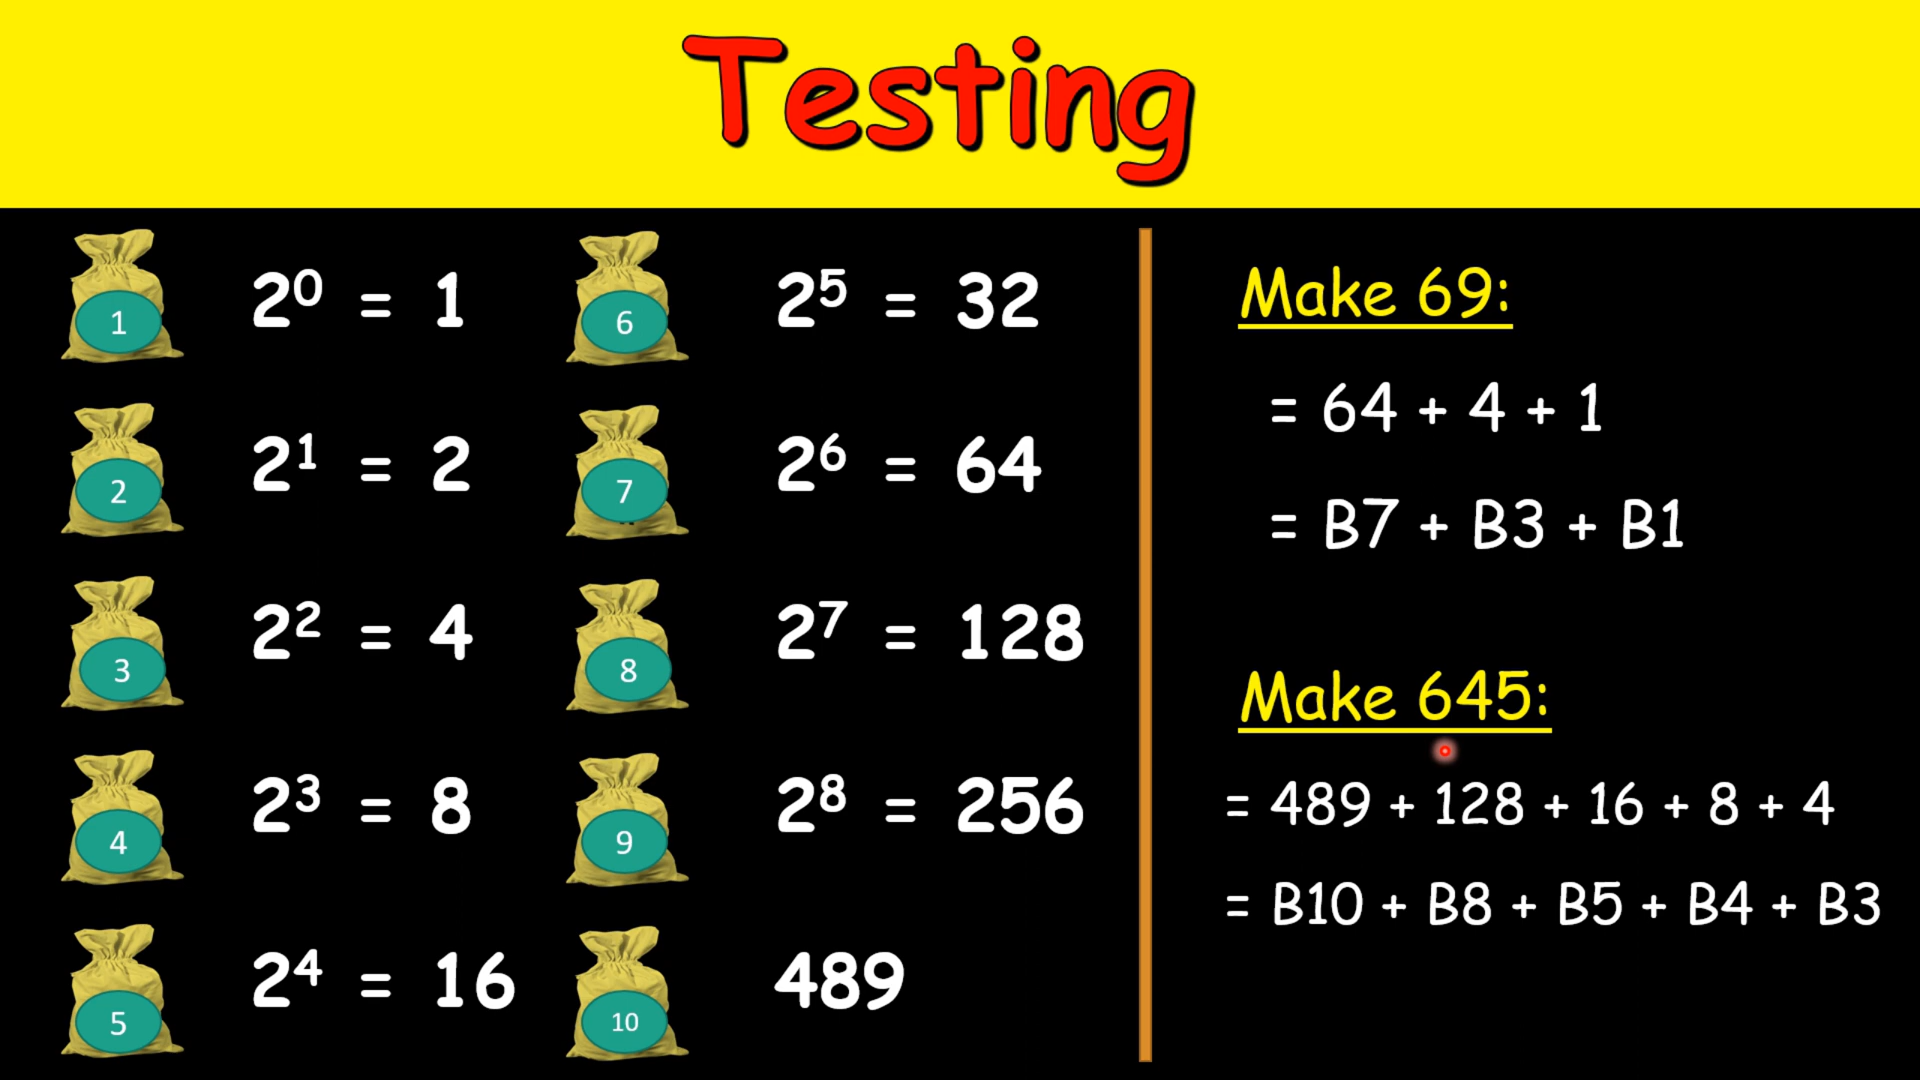 Testing
1 2⁰ = 1
2 2¹ = 2
3 2² = 4
4 2³ = 8
5 2⁴ = 16
6 2⁵ = 32
7 2⁶ = 64
8 2⁷ = 128
9 2⁸ = 256
10 489
Make 69:
= 64 + 4 + 1
= B7 + B3 + B1
Make 645:
= 489 + 128 + 16 + 8 + 4
= B10 + B8 + B5 + B4 + B3